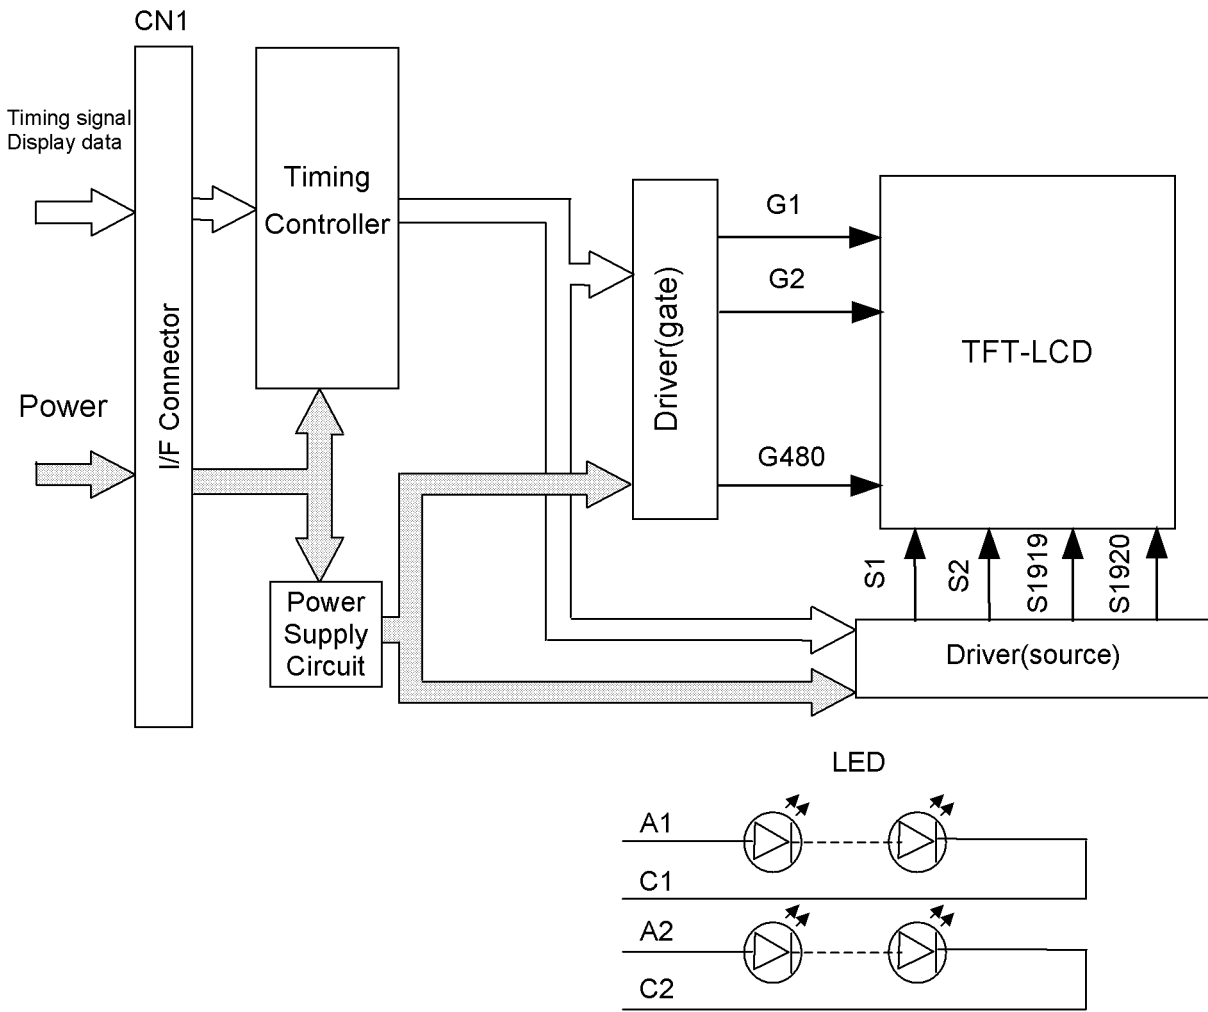 CN1
Timing signal
Display data
Power
I/F Connector
Timing
Controller
Power
Supply
Circuit
Driver(gate)
G1
G2
G480
TFT-LCD
S1
S2
S1919
S1920
Driver(source)
LED
A1
C1
A2
C2